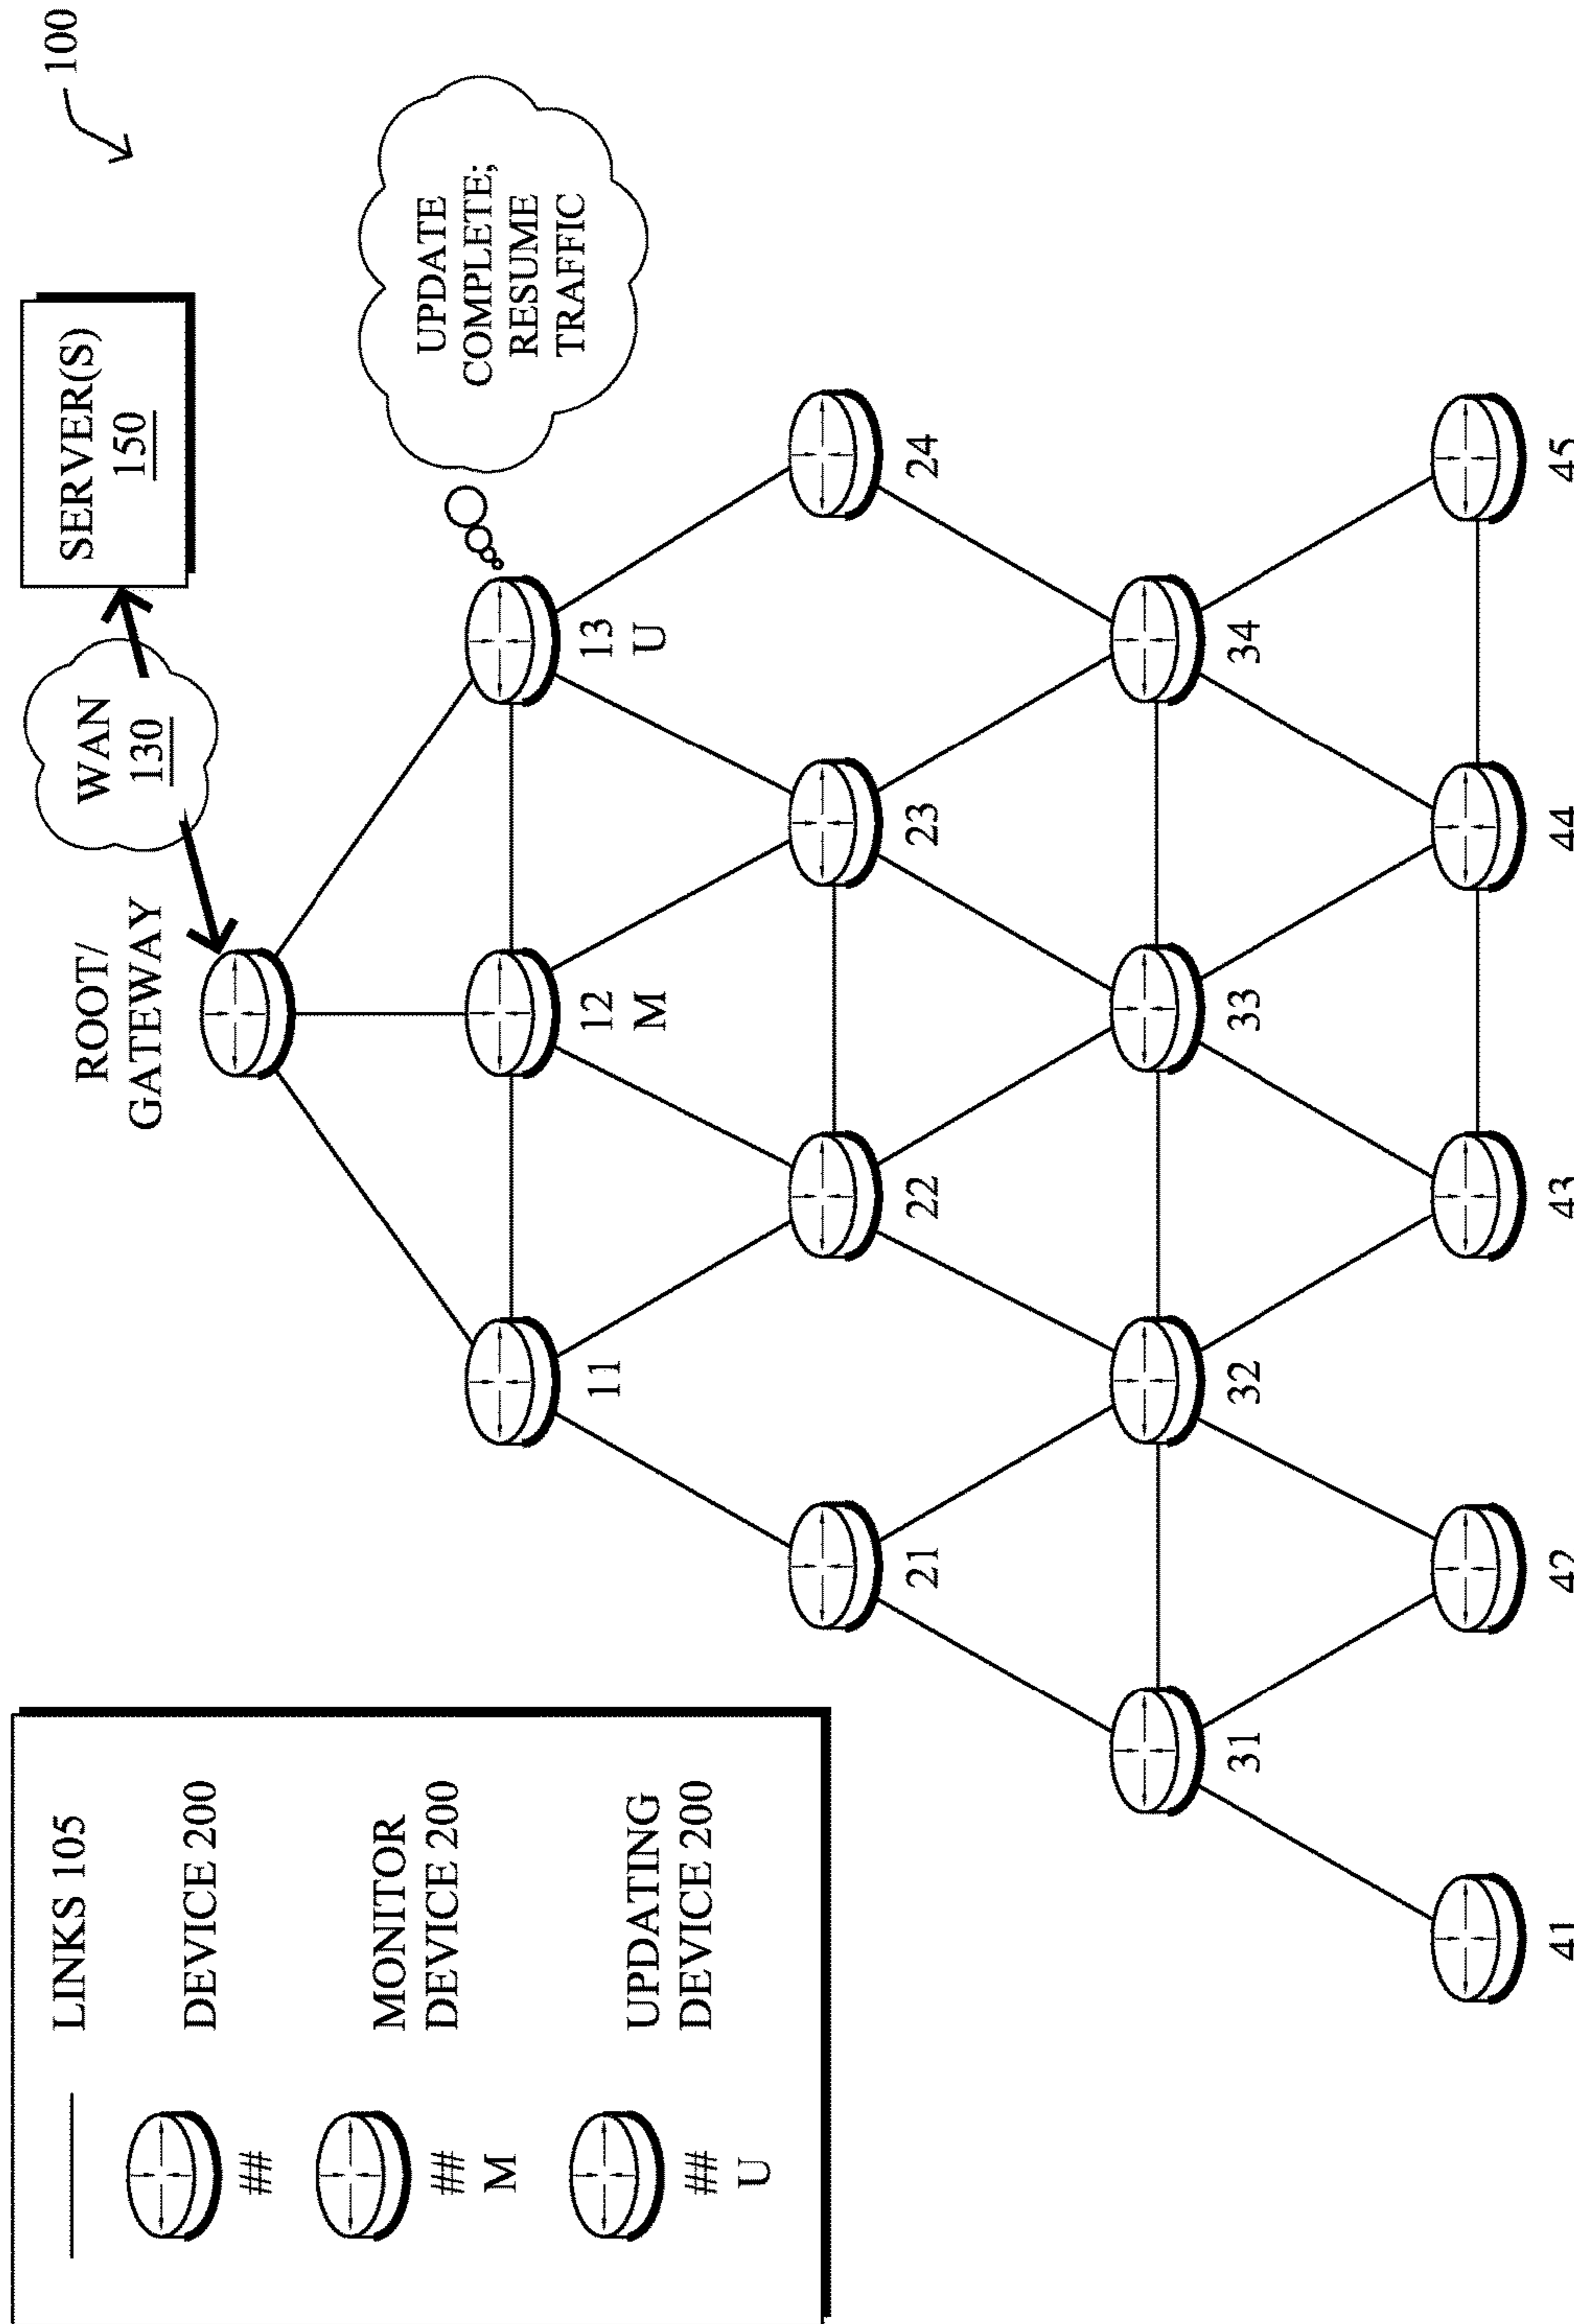 LINKS 105
##
DEVICE 200
##
M
MONITOR
DEVICE 200
##
U
UPDATING
DEVICE 200
100
SERVER(S)
150
WAN
130
ROOT/
GATEWAY
UPDATE
COMPLETE;
RESUME
TRAFFIC
11
12
M
13
U
21
22
23
24
31
32
33
34
41
42
43
44
45